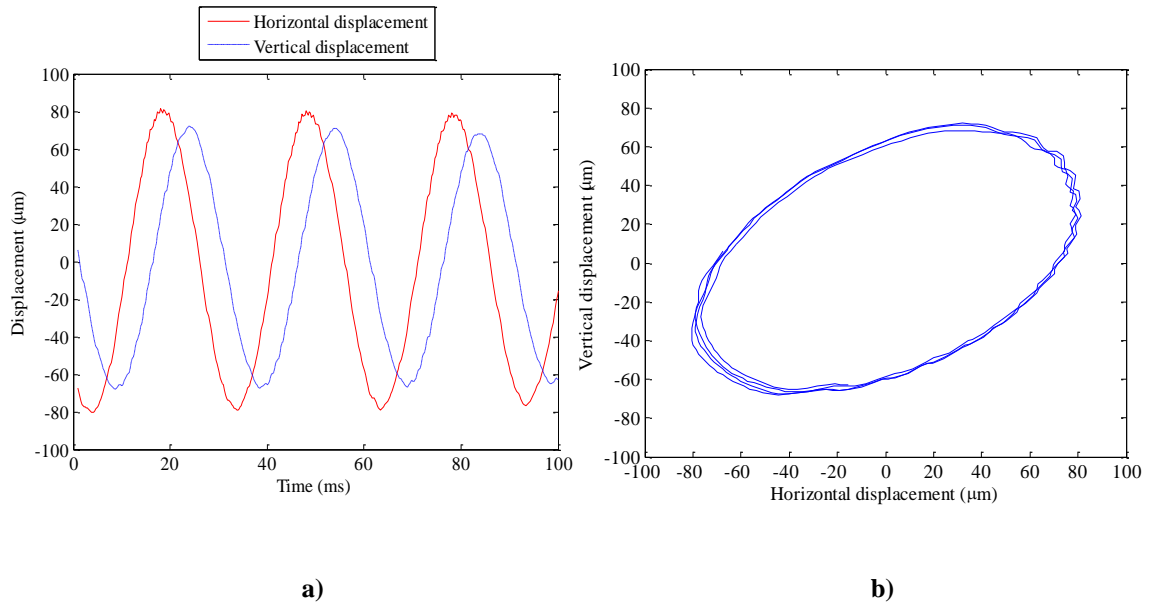 Horizontal displacement
Vertical displacement
100
80
60
40
20
0
-20
-40
-60
-80
-100
Displacement (μm)
0 20 40 60 80 100
Time (ms)
100
80
60
40
20
0
-20
-40
-60
-80
-100
Vertical displacement (μm)
-100 -80 -60 -40 -20 0 20 40 60 80 100
Horizontal displacement (μm)
a) b)